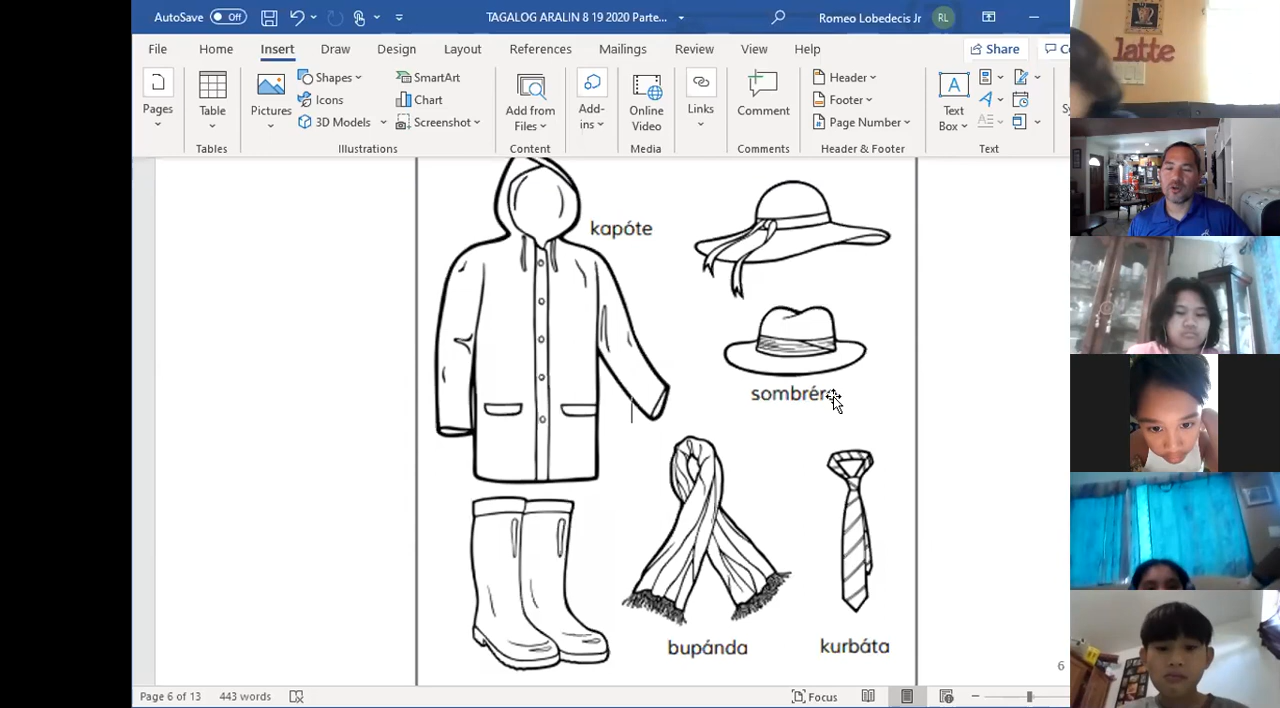 AutoSave Off TAGALOG ARALIN 8 19 2020 Parte... Romeo Lobedecis Jr RL
File Home Insert Draw Design Layout References Mailings Review View Help Share
Pages Table Pictures Shapes Icons 3D Models SmartArt Chart Screenshot Add from Files Add-ins Online Video Links Comment Header Footer Page Number Text Box
Tables Illustrations Content Media Comments Header & Footer Text
kapóte
sombréro
bupánda
kurbáta
6
Page 6 of 13 443 words Focus
latte